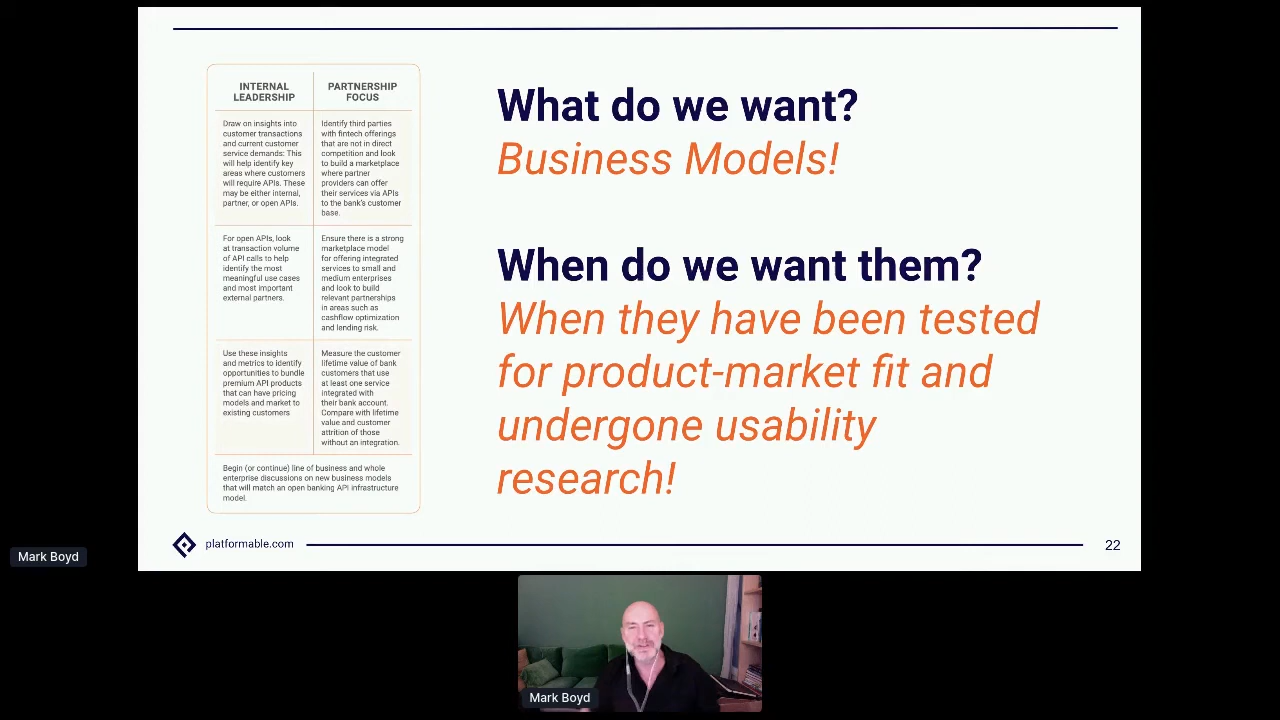 INTERNAL
LEADERSHIP
PARTNERSHIP
FOCUS
Draw on insights into
customer transactions
and current customer
service demands: This
will help identify key
areas where customers
will require APIs. These
may be either internal,
partner, or open APIs.
Identify third parties
with fintech offerings
that are not in direct
competition and look
to build a marketplace
where partner
providers can offer
their services via APIs
to the bank's customer
base.
For open APIs, look
at transaction volume
of API calls to help
identify the most
meaningful use cases
and most important
external partners.
Ensure there is a strong
marketplace model
for offering integrated
services to small and
medium enterprises
and look to build
relevant partnerships
in areas such as
cashflow optimization
and lending risk.
Use these insights
and metrics to identify
opportunities to bundle
premium API products
that can have pricing
models and market to
existing customers
Measure the customer
lifetime value of bank
customers that use
at least one service
integrated with
their bank account.
Compare with lifetime
value and customer
attrition of those
without an integration.
Begin (or continue) line of business and whole
enterprise discussions on new business models
that will match an open banking API infrastructure
model.
What do we want?
Business Models!
When do we want them?
When they have been tested
for product-market fit and
undergone usability
research!
platformable.com
22
Mark Boyd
Mark Boyd